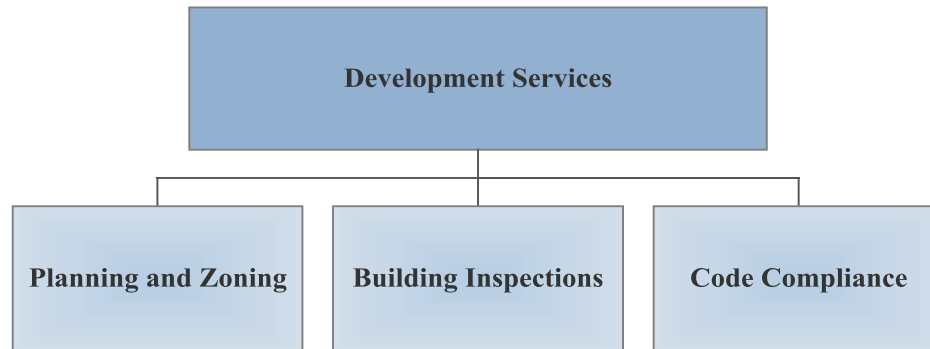 Development Services
Planning and Zoning
Building Inspections
Code Compliance